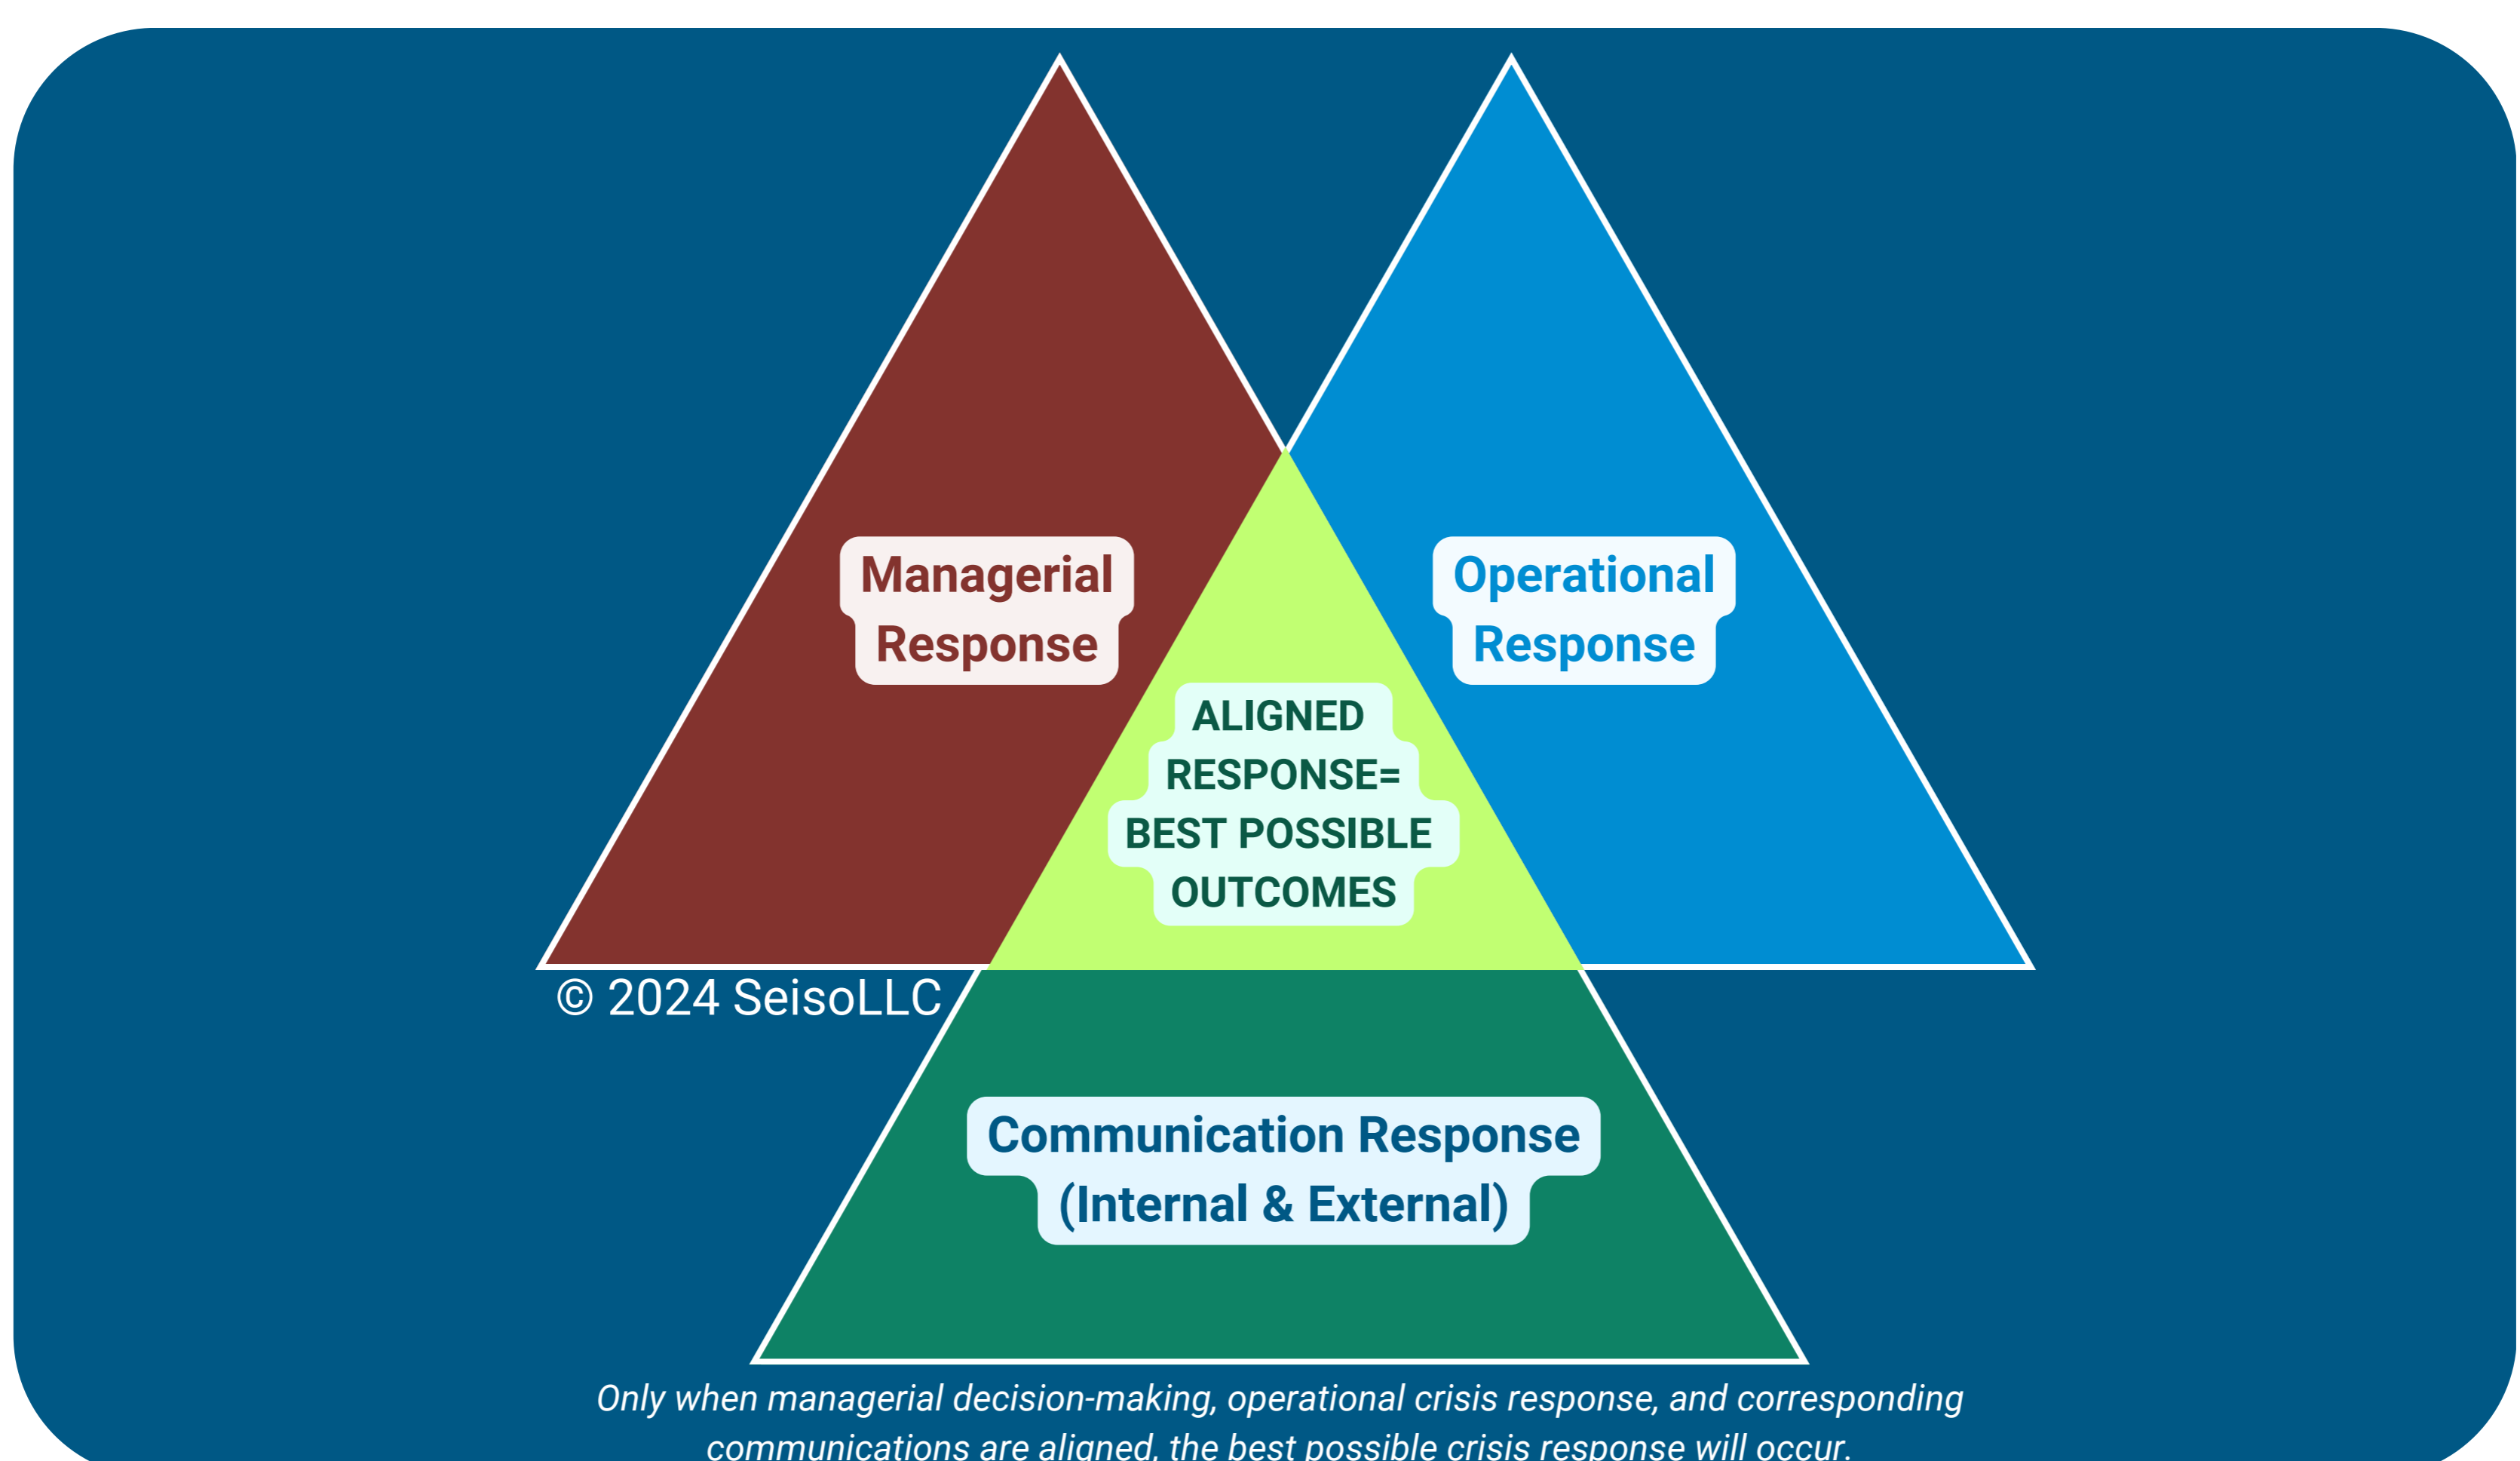 Managerial
Response
Operational
Response
ALIGNED
RESPONSE=
BEST POSSIBLE
OUTCOMES
© 2024 SeisoLLC
Communication Response
(Internal & External)
Only when managerial decision-making, operational crisis response, and corresponding
communications are aligned, the best possible crisis response will occur.